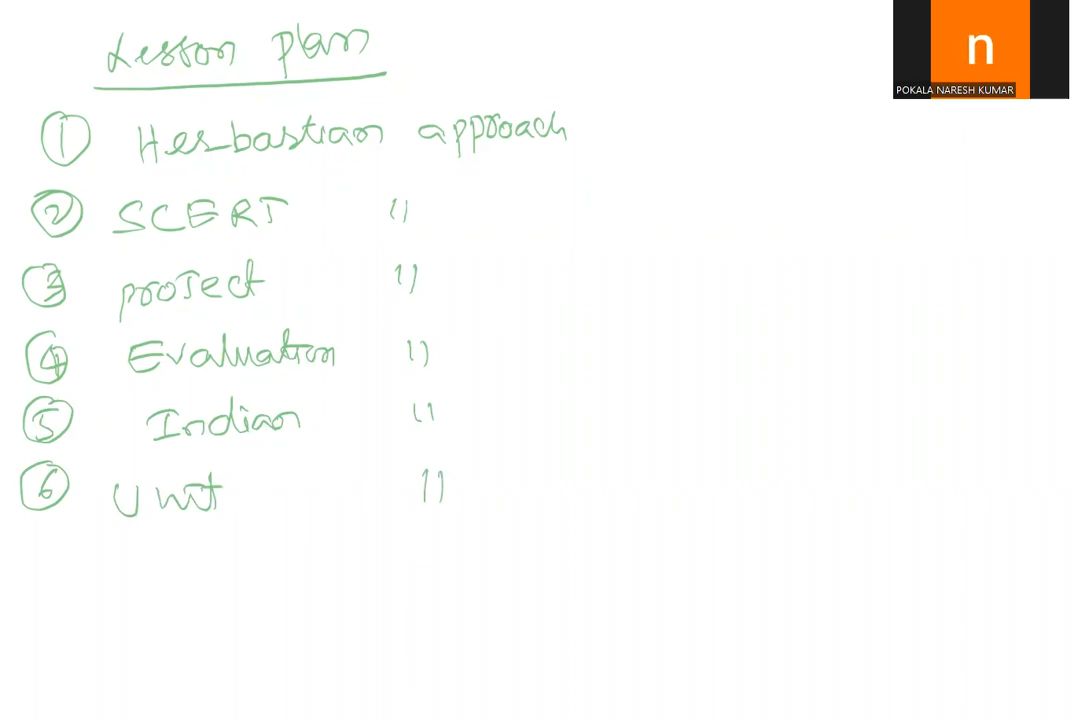 Lesson plan
n
POKALA NARESH KUMAR
① Herbastian approach
② SCERT "
③ project "
④ Evaluation "
⑤ Indian "
⑥ Unit "